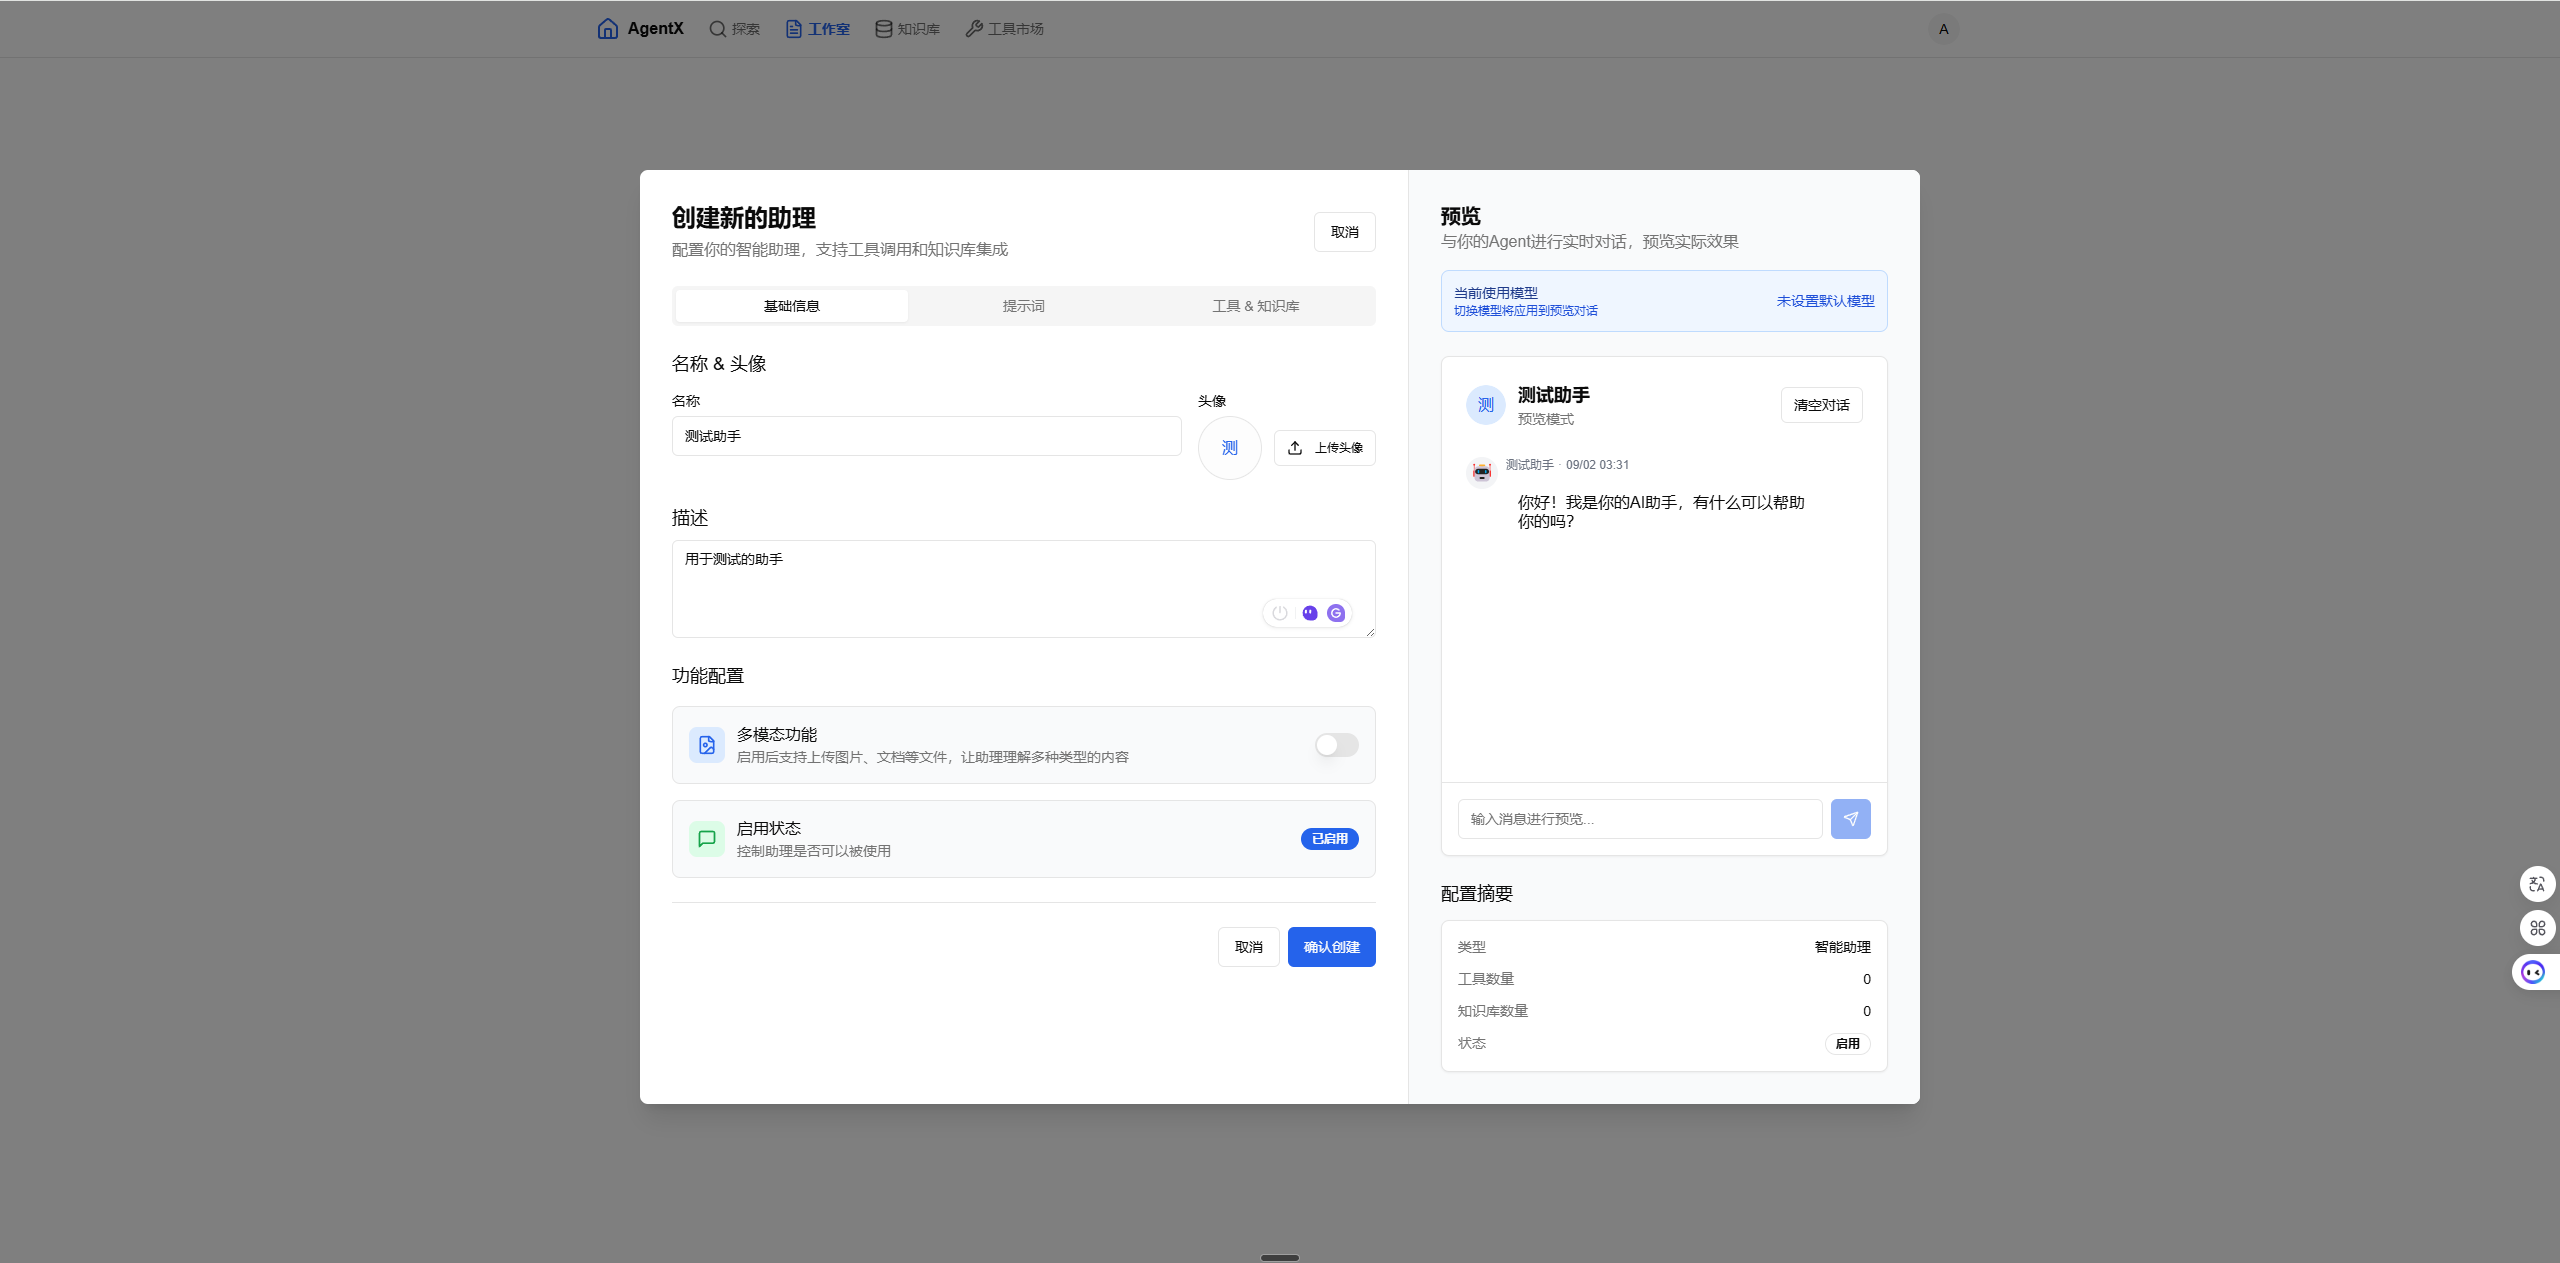 AgentX 探索 工作室 知识库 工具市场 A
创建新的助理
配置你的智能助理，支持工具调用和知识库集成
取消
基础信息 提示词 工具 & 知识库
名称 & 头像
名称
测试助手
头像
测
上传头像
描述
用于测试的助手
功能配置
多模态功能
启用后支持上传图片、文档等文件，让助理理解多种类型的内容
启用状态
控制助理是否可以被使用
已启用
取消 确认创建
预览
与你的Agent进行实时对话，预览实际效果
当前使用模型
切换模型将应用到预览对话
未设置默认模型
测
测试助手
预览模式
清空对话
测试助手 · 09/02 03:31
你好！我是你的AI助手，有什么可以帮助
你的吗？
输入消息进行预览...
配置摘要
类型 智能助理
工具数量 0
知识库数量 0
状态 启用